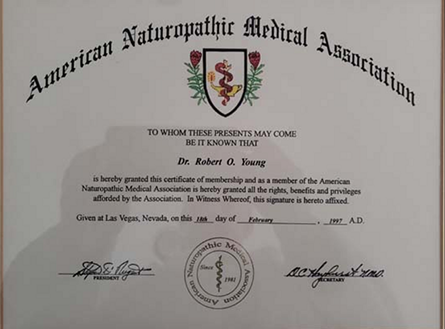 American Naturopathic Medical Association
TO WHOM THESE PRESENTS MAY COME
BE IT KNOWN THAT
Dr. Robert O. Young
is hereby granted this certificate of membership and as a member of the American
Naturopathic Medical Association is hereby granted all the rights, benefits and privileges
afforded by the Association. In Witness Whereof, this signature is hereto affixed.
Given at Las Vegas, Nevada, on this 18th day of February, 1997 A.D.
American Naturopathic Medical Association
Since
1981
PRESIDENT
SECRETARY